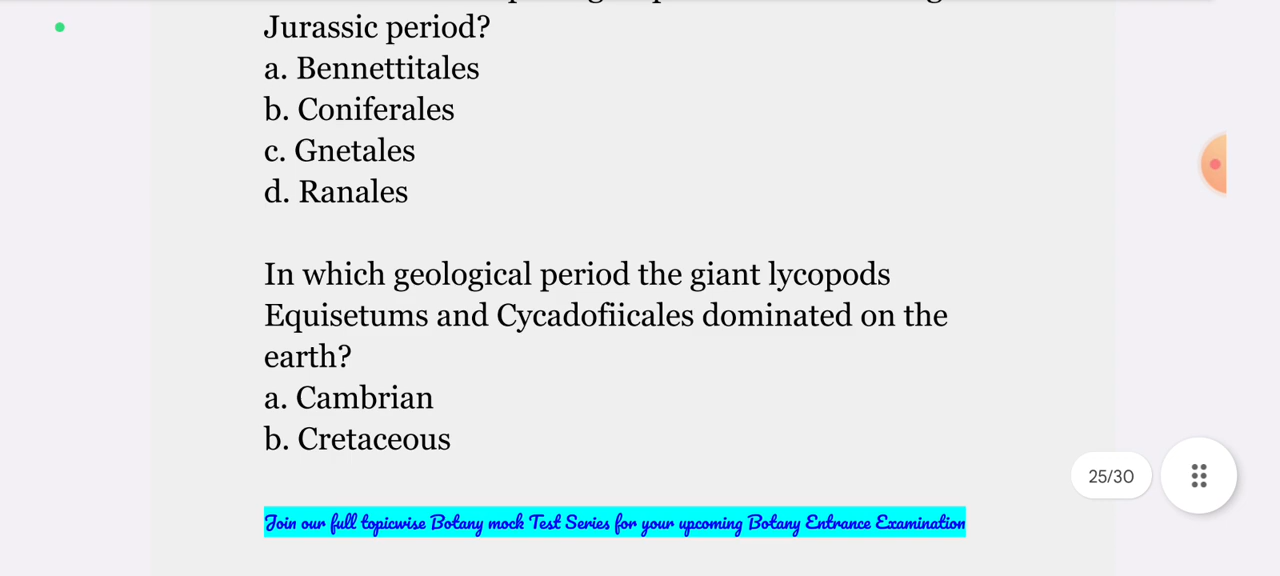 Jurassic period?
a. Bennettitales
b. Coniferales
c. Gnetales
d. Ranales
In which geological period the giant lycopods
Equisetums and Cycadofiicales dominated on the
earth?
a. Cambrian
b. Cretaceous
25/30
Join our full topicwise Botany mock Test Series for your upcoming Botany Entrance Examination